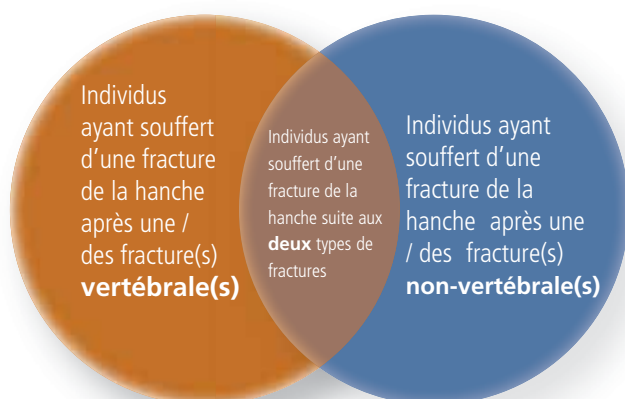 Individus
ayant souffert
d'une fracture
de la hanche
après une /
des fracture(s)
vertébrale(s)
Individus ayant
souffert d'une
fracture de la
hanche suite aux
deux types de
fractures
Individus ayant
souffert d'une
fracture de la
hanche après une
/ des fracture(s)
non-vertébrale(s)